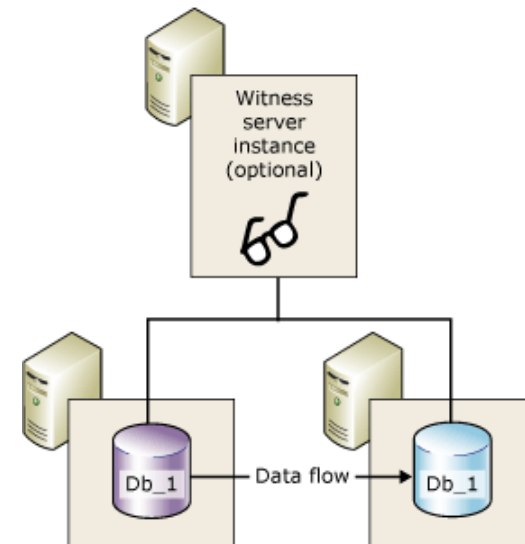 Witness
server
instance
(optional)
Db_1
Data flow
Db_1